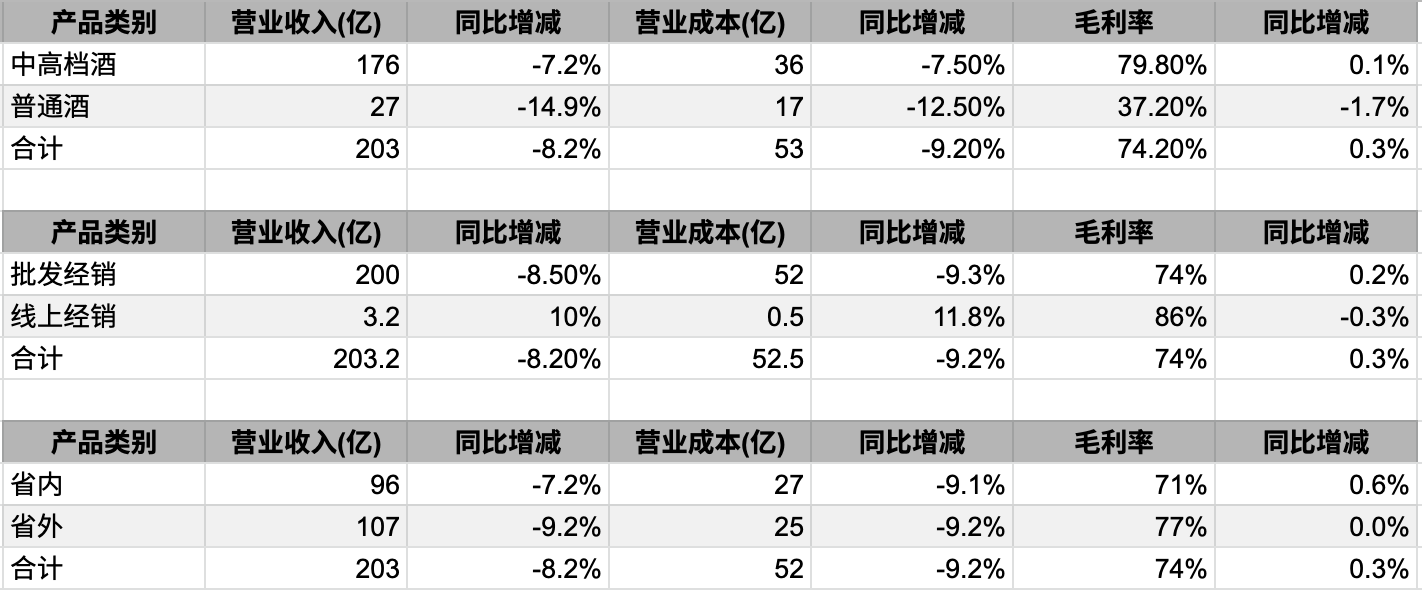 产品类别 营业收入(亿) 同比增减 营业成本(亿) 同比增减 毛利率 同比增减
中高档酒 176 -7.2% 36 -7.50% 79.80% 0.1%
普通酒 27 -14.9% 17 -12.50% 37.20% -1.7%
合计 203 -8.2% 53 -9.20% 74.20% 0.3%
产品类别 营业收入(亿) 同比增减 营业成本(亿) 同比增减 毛利率 同比增减
批发经销 200 -8.50% 52 -9.3% 74% 0.2%
线上经销 3.2 10% 0.5 11.8% 86% -0.3%
合计 203.2 -8.20% 52.5 -9.2% 74% 0.3%
产品类别 营业收入(亿) 同比增减 营业成本(亿) 同比增减 毛利率 同比增减
省内 96 -7.2% 27 -9.1% 71% 0.6%
省外 107 -9.2% 25 -9.2% 77% 0.0%
合计 203 -8.2% 52 -9.2% 74% 0.3%